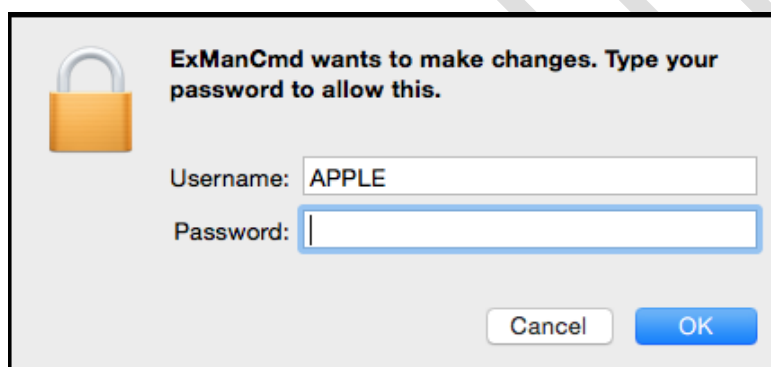 ExManCmd wants to make changes. Type your
password to allow this.
Username: APPLE
Password:
Cancel OK